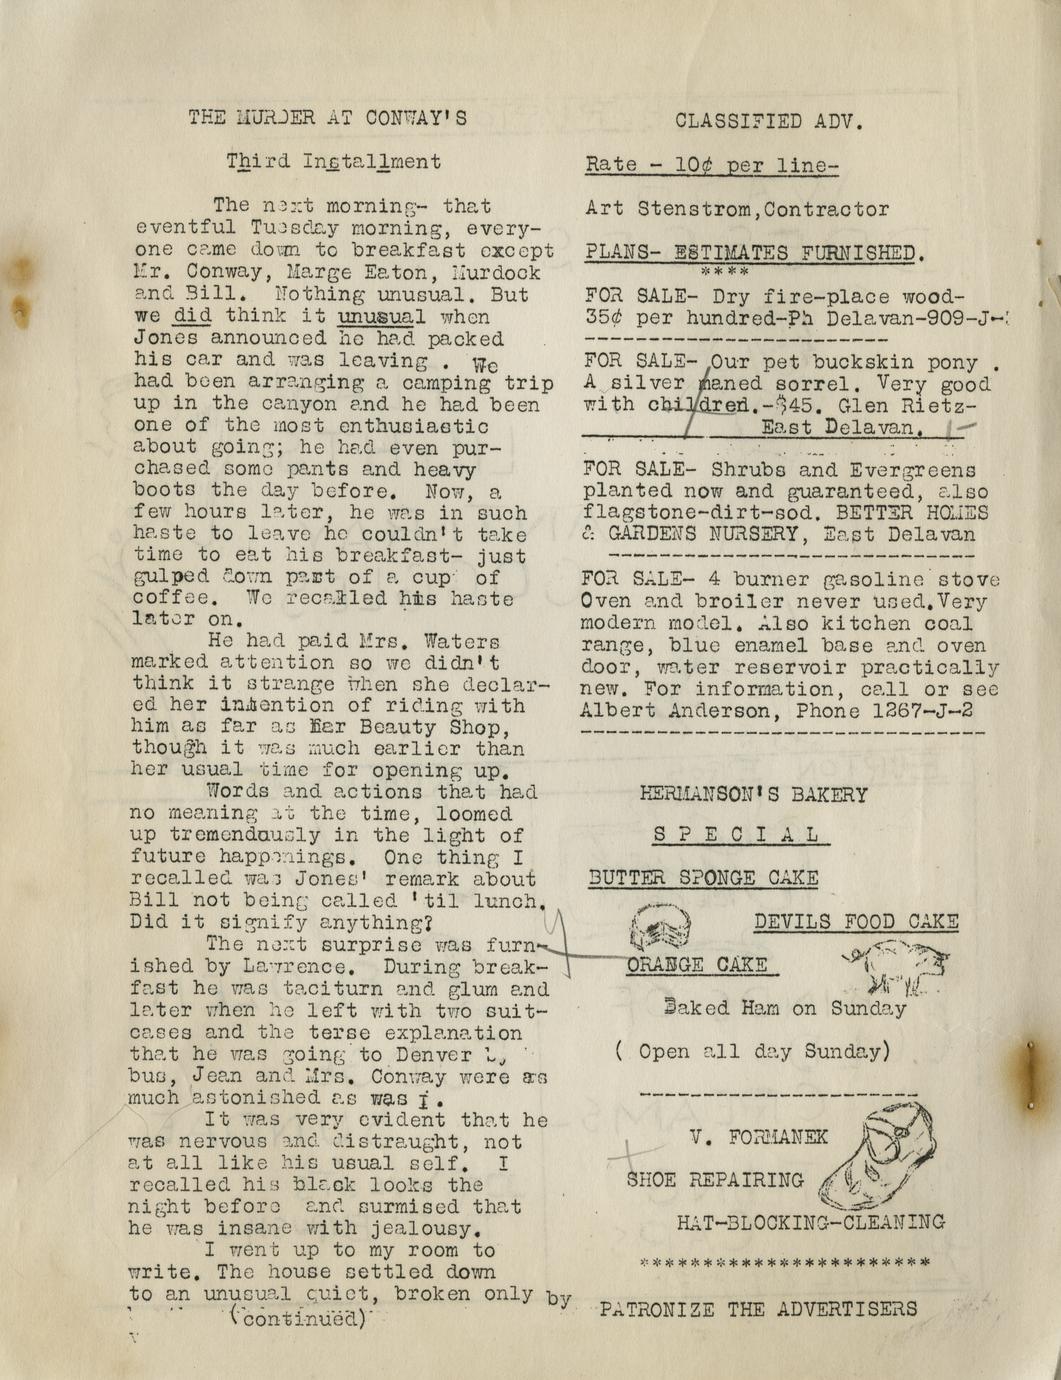 THE MURDER AT CONWAY'S
Third Installment
The next morning- that
eventful Tuesday morning, every-
one came down to breakfast except
Mr. Conway, Marge Eaton, Murdock
and Bill. Nothing unusual. But
we did think it unusual when
Jones announced he had packed
his car and was leaving . We
had been arranging a camping trip
up in the canyon and he had been
one of the most enthusiastic
about going; he had even pur-
chased some pants and heavy
boots the day before. Now, a
few hours later, he was in such
haste to leave he couldn't take
time to eat his breakfast- just
gulped down part of a cup of
coffee. We recalled his haste
later on.
He had paid Mrs. Waters
marked attention so we didn't
think it strange when she declar-
ed her intention of riding with
him as far as Her Beauty Shop,
though it was much earlier than
her usual time for opening up.
Words and actions that had
no meaning at the time, loomed
up tremendously in the light of
future happenings. One thing I
recalled was Jones' remark about
Bill not being called 'til lunch.
Did it signify anything?
The next surprise was furn-
ished by Lawrence. During break-
fast he was taciturn and glum and
later when he left with two suit-
cases and the terse explanation
that he was going to Denver
bus, Jean and Mrs. Conway were as
much astonished as was I.
It was very evident that he
was nervous and distraught, not
at all like his usual self. I
recalled his black looks the
night before and surmised that
he was insane with jealousy.
I went up to my room to
write. The house settled down
to an unusual quiet, broken only by
(continued)
CLASSIFIED ADV.
Rate - 10¢ per line-
Art Stenstrom,Contractor
PLANS- ESTIMATES FURNISHED.
****
FOR SALE- Dry fire-place wood-
35¢ per hundred-Ph Delavan-909-J-
FOR SALE- Our pet buckskin pony .
A silver maned sorrel. Very good
with children.-$45. Glen Rietz-
East Delavan.
FOR SALE- Shrubs and Evergreens
planted now and guaranteed, also
flagstone-dirt-sod. BETTER HOMES
& GARDENS NURSERY, East Delavan
FOR SALE- 4 burner gasoline stove
Oven and broiler never used.Very
modern model. Also kitchen coal
range, blue enamel base and oven
door, water reservoir practically
new. For information, call or see
Albert Anderson, Phone 1267-J-2
HERMANSON'S BAKERY
S P E C I A L
BUTTER SPONGE CAKE
DEVILS FOOD CAKE
ORANGE CAKE
Baked Ham on Sunday
( Open all day Sunday)
V. FORMANEK
SHOE REPAIRING
HAT-BLOCKING-CLEANING
************************
PATRONIZE THE ADVERTISERS